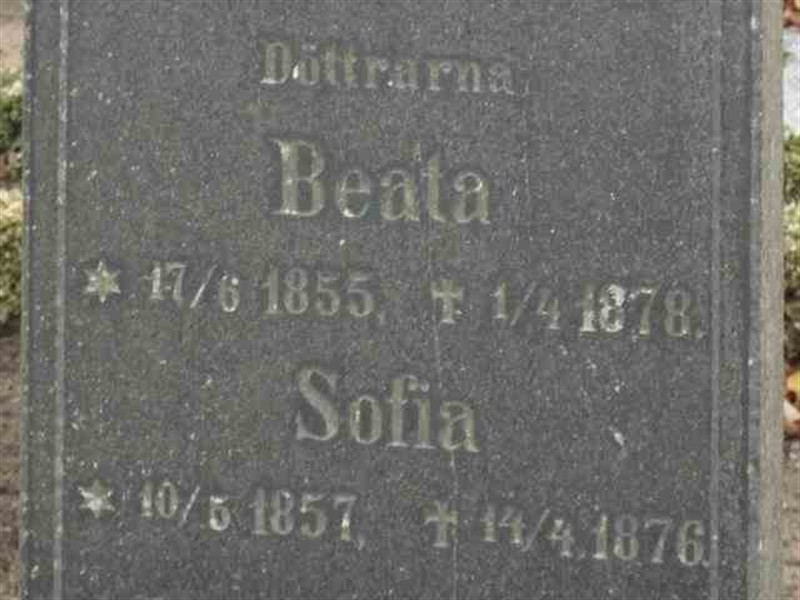 Döttrarna
Beata
* 17/6 1855. † 1/4 1878.
Sofia
* 10/5 1857. † 14/4 1876.